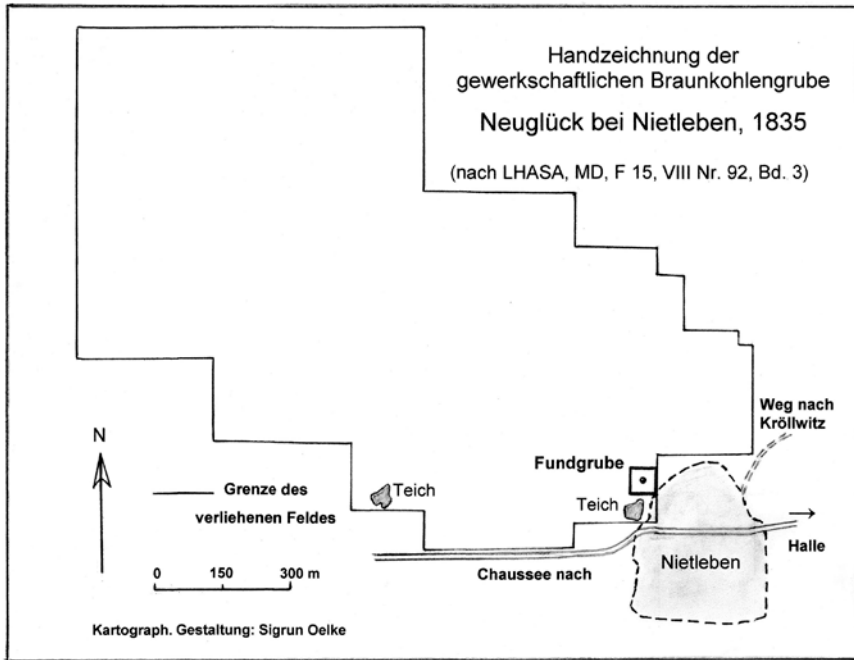 Handzeichnung der
gewerkschaftlichen Braunkohlengrube
Neuglück bei Nietleben, 1835
(nach LHASA, MD, F 15, VIII Nr. 92, Bd. 3)
Weg nach
Kröllwitz
N
Fundgrube
Teich
Grenze des
verliehenen Feldes
Teich
Halle
Nietleben
Chaussee nach
0 150 300 m
Kartograph. Gestaltung: Sigrun Oelke